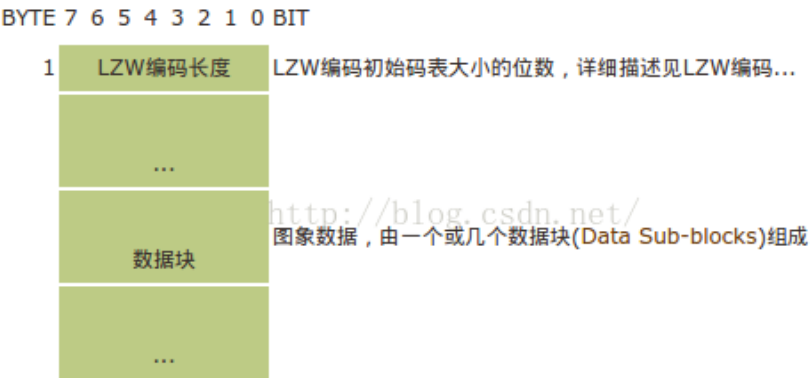 BYTE 7 6 5 4 3 2 1 0 BIT
1 LZW编码长度 LZW编码初始码表大小的位数，详细描述见LZW编码...
...
http://blog.csdn.net/
图象数据，由一个或几个数据块(Data Sub-blocks)组成
数据块
...